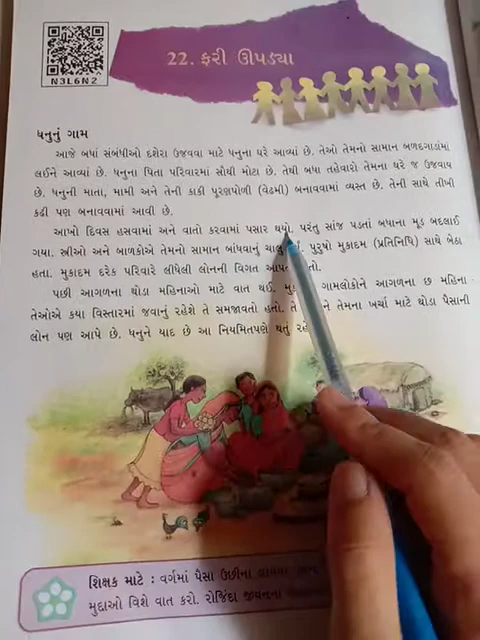 N3L6N2
22. ફરી ઊપડ્યા
ધનુનું ગામ
આજે બધાં સંબંધીઓ દશેરા ઉજવવા માટે ધનુના ઘરે આવ્યાં છે. તેઓ તેમનો સામાન બળદગાડાંમાં
લઈને આવ્યાં છે. ધનુના પિતા પરિવારમાં સૌથી મોટા છે. તેથી બધા તહેવારો તેમના ઘરે જ ઉજવાય
છે. ધનુની માતા, મામી અને તેની કાકી પૂરણપોળી (વેઢમી) બનાવવામાં વ્યસ્ત છે. તેની સાથે તીખી
કઢી પણ બનાવવામાં આવી છે.
આખો દિવસ હસવામાં અને વાતો કરવામાં પસાર થયો. પરંતુ સાંજ પડતાં બધાના મૂડ બદલાઈ
ગયા. સ્ત્રીઓ અને બાળકોએ તેમનો સામાન બાંધવાનું ચાલુ પુરુષો મુકાદમ (પ્રતિનિધિ) સાથે બેઠા
હતા. મુકાદમ દરેક પરિવારે લીધેલી લોનની વિગત
પછી આગળના થોડા મહિનાઓ માટે વાત થઈ. ગામલોકોને આગળના છ મહિના
તેઓએ કયા વિસ્તારમાં જવાનું રહેશે તે સમજાવતો હતો. તેમના ખર્ચા માટે થોડા પૈસાની
લોન પણ આપે છે. ધનુને યાદ છે આ નિયમિતપણે થતું
શિક્ષક માટે : વર્ગમાં પૈસા ઉછીના
મુદ્દાઓ વિશે વાત કરો. રોજિંદા જીવનના